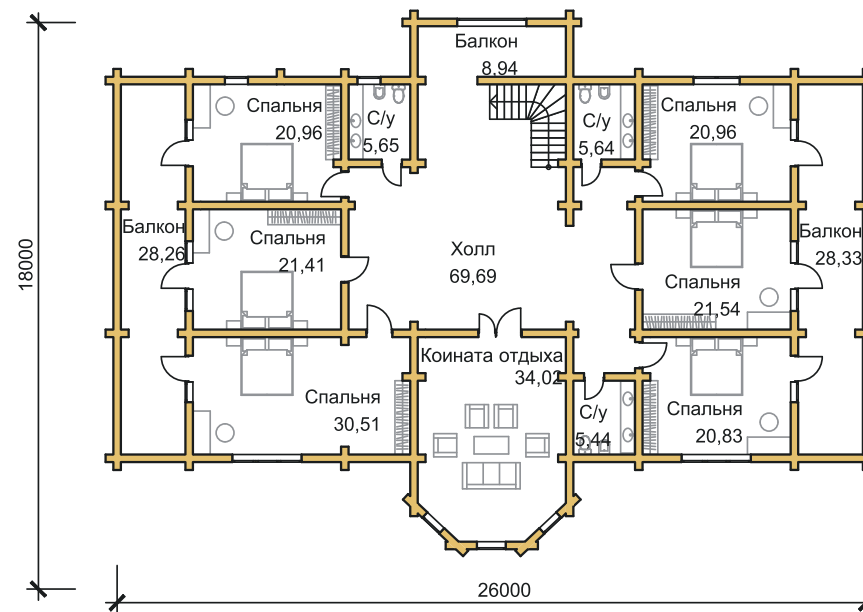 Балкон
8,94
Спальня
20,96
С/у
5,65
С/у
5,64
Спальня
20,96
Балкон
28,26
Спальня
21,41
Холл
69,69
Спальня
21,54
Балкон
28,33
18000
Коината отдыха
34,02
Спальня
30,51
С/у
5,44
Спальня
20,83
26000